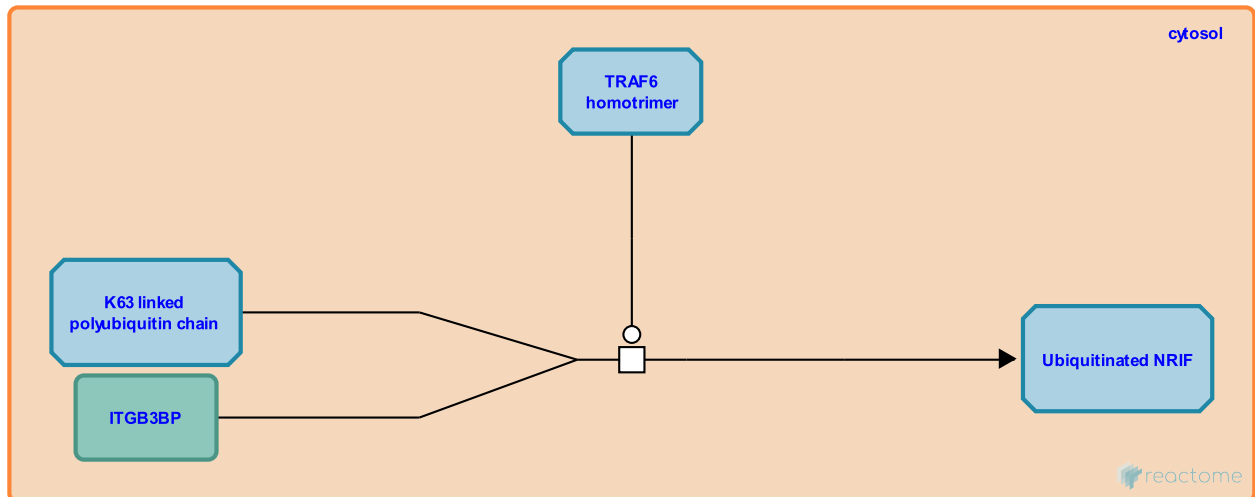 cytosol
TRAF6
homotrimer
K63 linked
polyubiquitin chain
ITGB3BP
Ubiquitinated NRIF
reactome